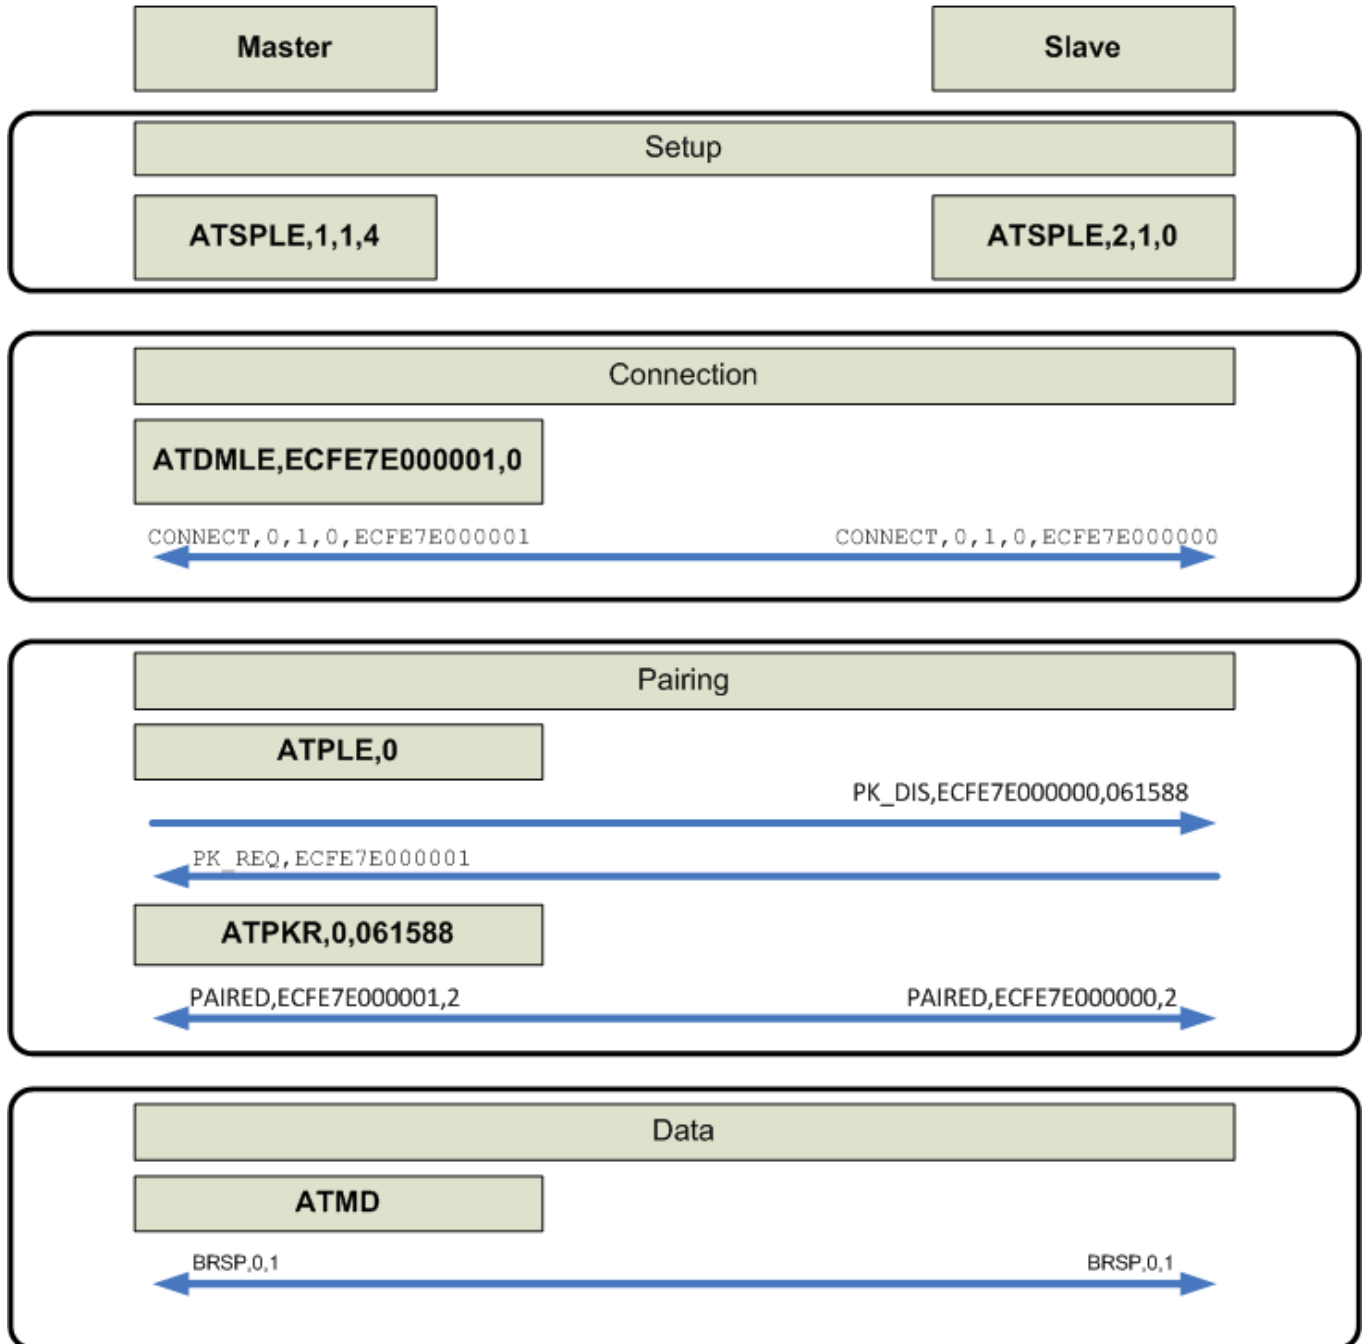 Master
Slave
Setup
ATSPLE,1,1,4
ATSPLE,2,1,0
Connection
ATDMLE,ECFE7E000001,0
CONNECT,0,1,0,ECFE7E000001
CONNECT,0,1,0,ECFE7E000000
Pairing
ATPLE,0
PK_DIS,ECFE7E000000,061588
PK_REQ,ECFE7E000001
ATPKR,0,061588
PAIRED,ECFE7E000001,2
PAIRED,ECFE7E000000,2
Data
ATMD
BRSP,0,1
BRSP,0,1